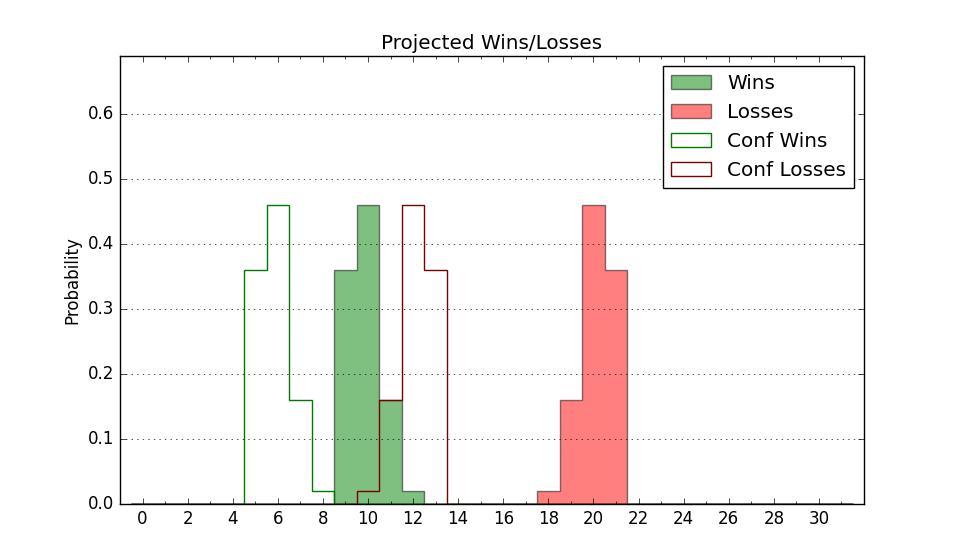 Projected Wins/Losses
Wins
Losses
Conf Wins
Conf Losses
Probability
0.6
0.5
0.4
0.3
0.2
0.1
0.0
0 2 4 6 8 10 12 14 16 18 20 22 24 26 28 30